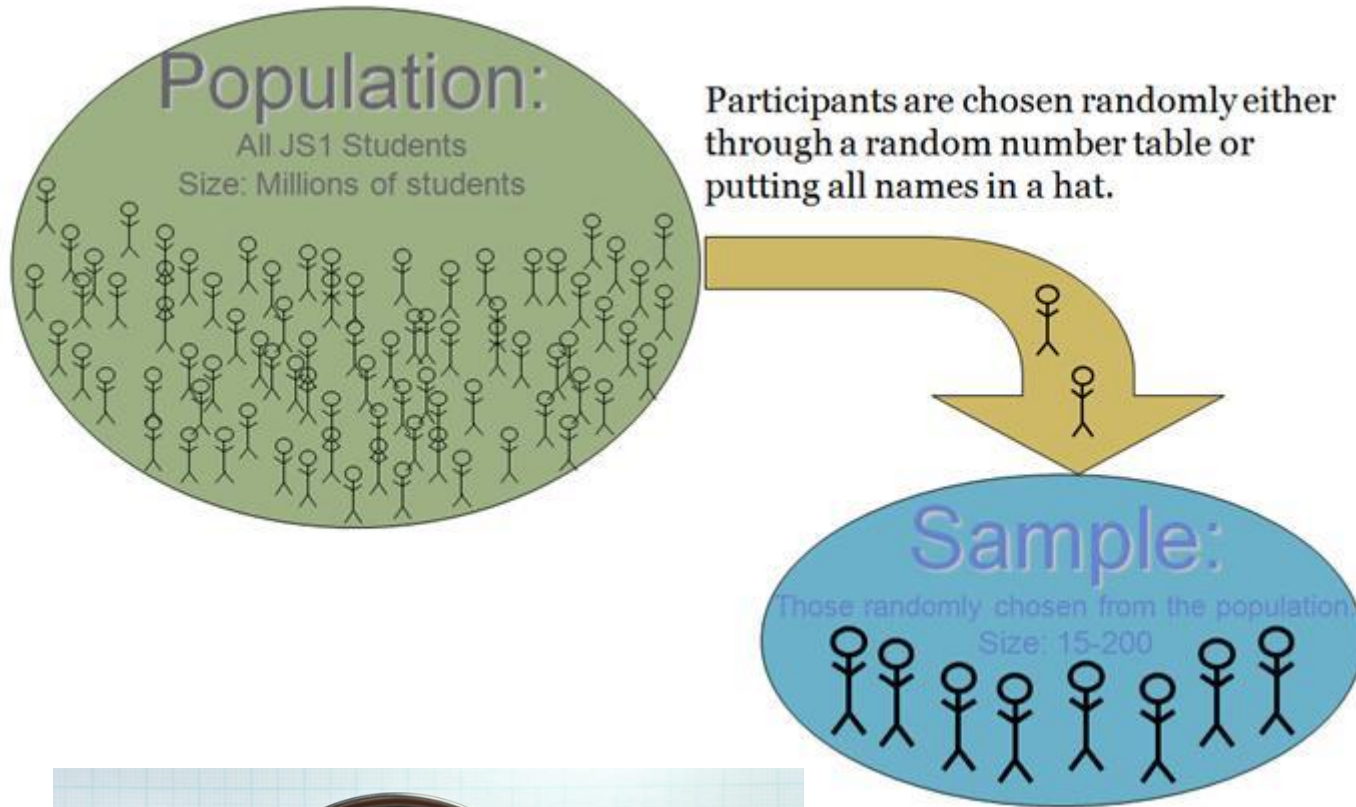 Population:
All JS1 Students
Size: Millions of students
Participants are chosen randomly either
through a random number table or
putting all names in a hat.
Sample:
Those randomly chosen from the population.
Size: 15-200